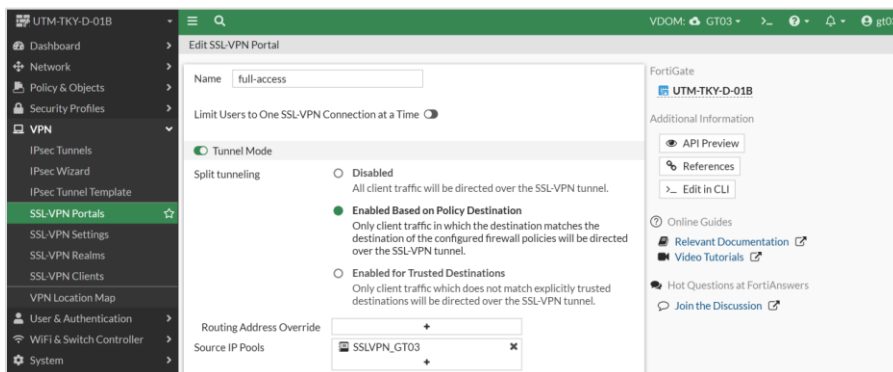 UTM-TKY-D-01B
VDOM: GT03
gt03
Dashboard
Network
Policy & Objects
Security Profiles
VPN
IPsec Tunnels
IPsec Wizard
IPsec Tunnel Template
SSL-VPN Portals
SSL-VPN Settings
SSL-VPN Realms
SSL-VPN Clients
VPN Location Map
User & Authentication
WiFi & Switch Controller
System
Edit SSL-VPN Portal
Name full-access
Limit Users to One SSL-VPN Connection at a Time
Tunnel Mode
Split tunneling
Disabled
All client traffic will be directed over the SSL-VPN tunnel.
Enabled Based on Policy Destination
Only client traffic in which the destination matches the
destination of the configured firewall policies will be directed
over the SSL-VPN tunnel.
Enabled for Trusted Destinations
Only client traffic which does not match explicitly trusted
destinations will be directed over the SSL-VPN tunnel.
Routing Address Override
+
Source IP Pools
SSLVPN_GT03
+
FortiGate
UTM-TKY-D-01B
Additional Information
API Preview
References
>_ Edit in CLI
Online Guides
Relevant Documentation
Video Tutorials
Hot Questions at FortiAnswers
Join the Discussion